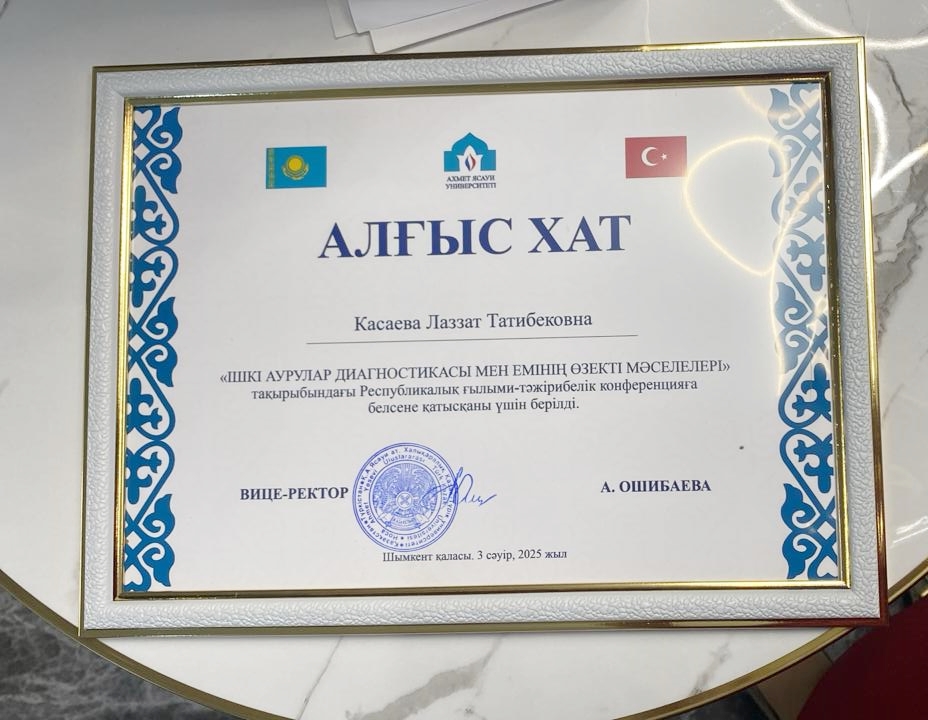 АХМЕТ ЯСАУИ
УНИВЕРСИТЕТІ
АЛҒЫС ХАТ
Касаева Лаззат Татибековна
«ІШКІ АУРУЛАР ДИАГНОСТИКАСЫ МЕН ЕМІНІҢ ӨЗЕКТІ МӘСЕЛЕЛЕРІ»
тақырыбындағы Республикалық ғылыми-тәжірибелік конференцияға
белсене қатысқаны үшін берілді.
ВИЦЕ-РЕКТОР
А. ОШИБАЕВА
Шымкент қаласы. 3 сәуір, 2025 жыл